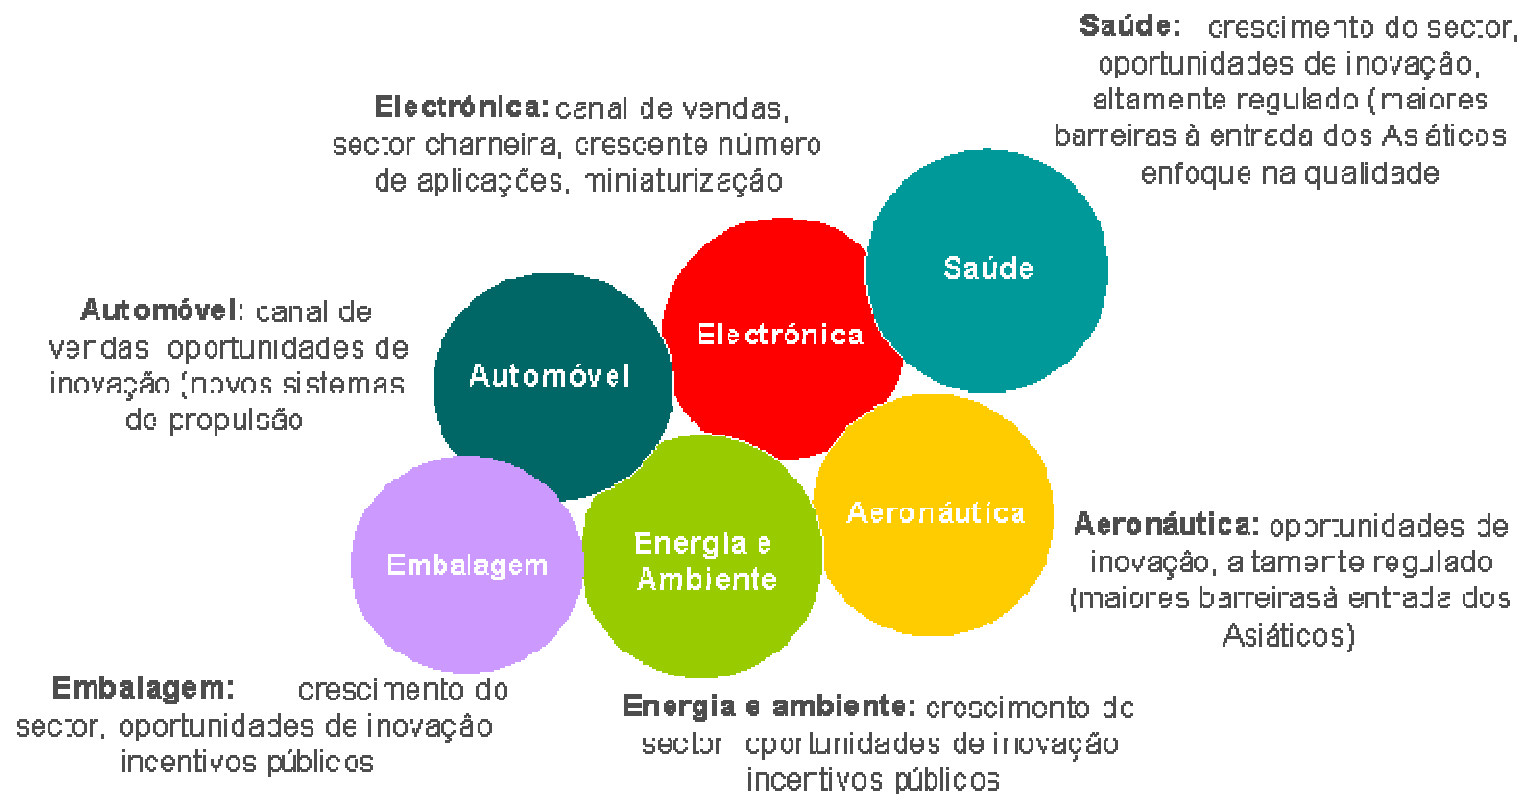 Saúde: crescimento do sector,
oportunidades de inovação,
altamente regulado (maiores
barreiras à entrada dos Asiáticos
enfoque na qualidade
Electrónica: canal de vendas,
sector charneira, crescente número
de aplicações, miniaturização
Saúde
Electrónica
Automóvel: canal de
vendas oportunidades de
inovação (novos sistemas
de propulsão
Automóvel
Aeronáutica
Aeronáutica: oportunidades de
inovação, altamente regulado
(maiores barreirasà entrada dos
Asiáticos)
Energia e
Ambiente
Embalagem
Embalagem: crescimento do
sector, oportunidades de inovação
incentivos públicos
Energia e ambiente: crescimento do
sector oportunidades de inovação
incentivos públicos